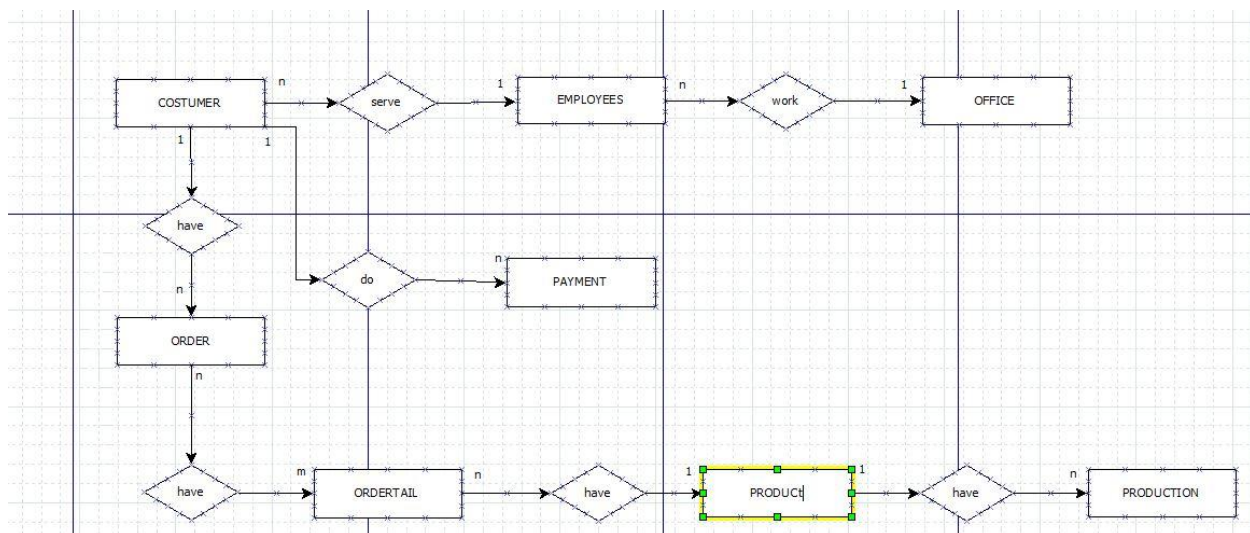 COSTUMER
n
serve
1
EMPLOYEES
n
work
1
OFFICE
1
1
have
n
do
n
PAYMENT
ORDER
n
have
m
ORDERTAIL
n
have
1
PRODUCt
1
have
n
PRODUCTION